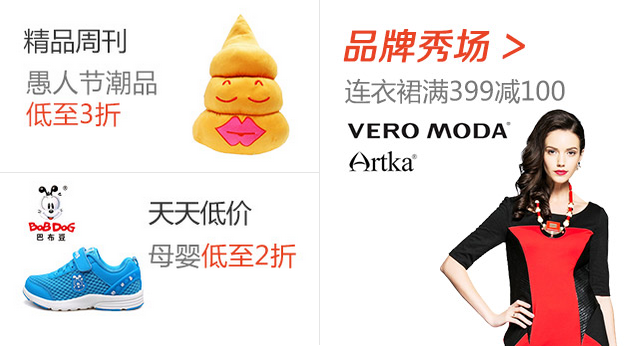 精品周刊
愚人节潮品
低至3折
BOBDOG
®
巴布豆
天天低价
母婴低至2折
品牌秀场 >
连衣裙满399减100
VERO MODA®
Artka®